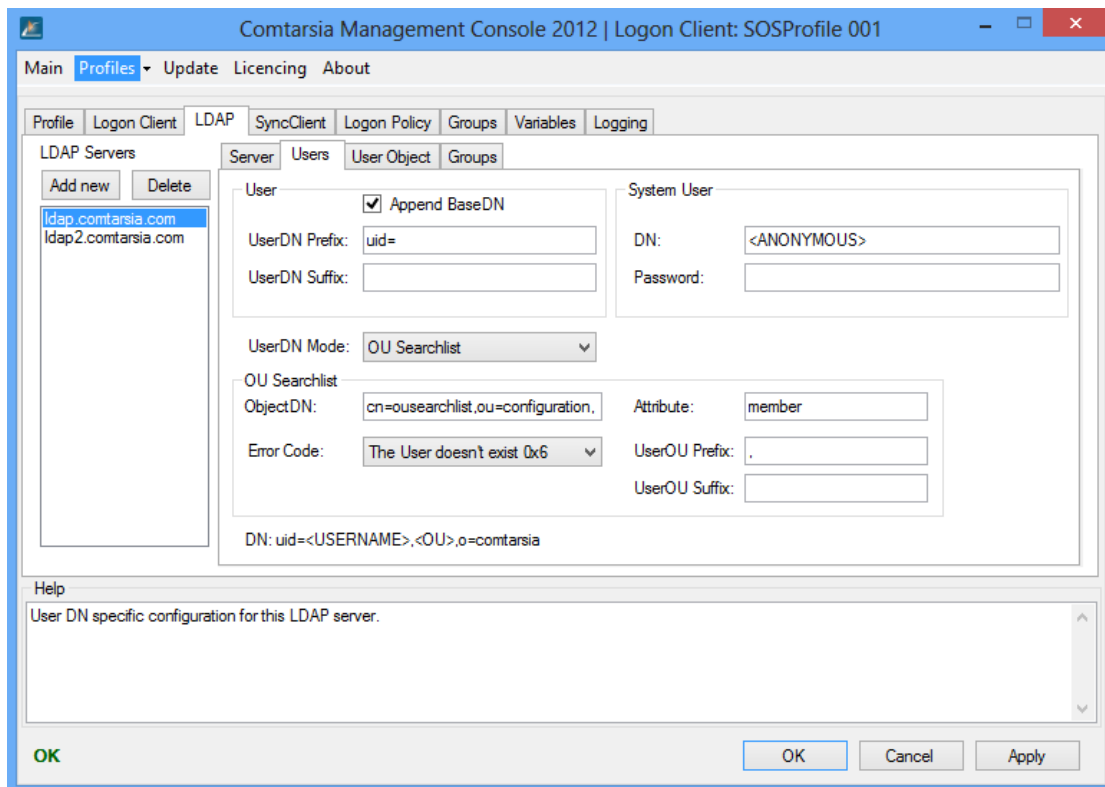 Comtarsia Management Console 2012 | Logon Client: SOSProfile 001
Main Profiles Update Licencing About
Profile Logon Client LDAP SyncClient Logon Policy Groups Variables Logging
LDAP Servers
Add new Delete
ldap.comtarsia.com
ldap2.comtarsia.com
Server Users User Object Groups
User
Append BaseDN
UserDN Prefix: uid=
UserDN Suffix:
System User
DN: <ANONYMOUS>
Password:
UserDN Mode: OU Searchlist
OU Searchlist
ObjectDN: cn=ousearchlist,ou=configuration,
Attribute: member
Error Code: The User doesn't exist 0x6
UserOU Prefix: ,
UserOU Suffix:
DN: uid=<USERNAME>,<OU>,o=comtarsia
Help
User DN specific configuration for this LDAP server.
OK
OK Cancel Apply